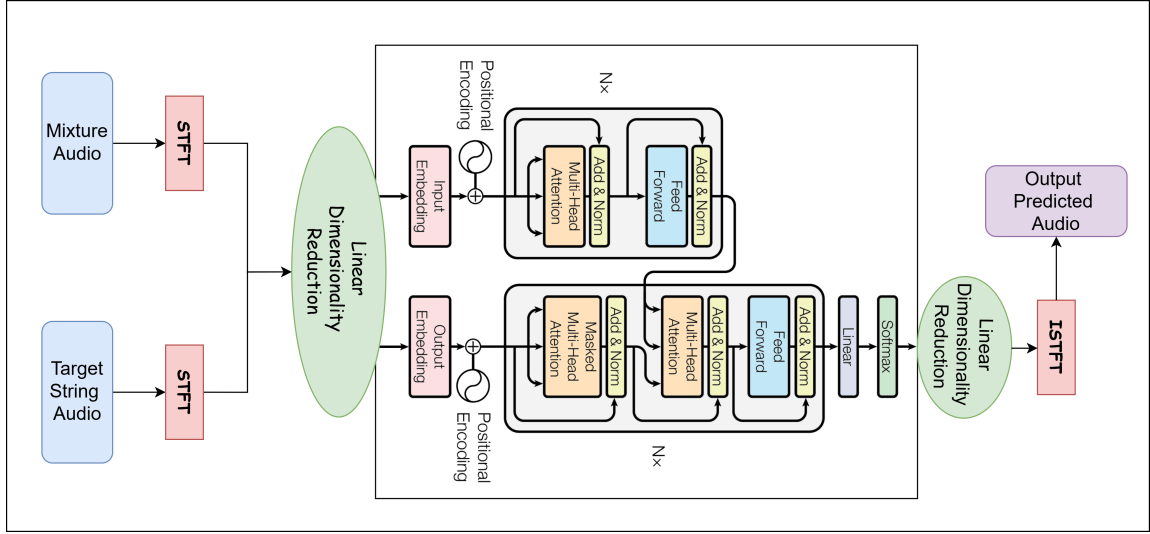 Mixture
Audio
STFT
Target
String
Audio
STFT
Linear
Dimensionality
Reduction
Positional
Encoding
Input
Embedding
Nx
Multi-Head
Attention
Add & Norm
Feed
Forward
Add & Norm
Output
Embedding
Positional
Encoding
Masked
Multi-Head
Attention
Add & Norm
Multi-Head
Attention
Add & Norm
Feed
Forward
Add & Norm
Nx
Linear
Softmax
Linear
Dimensionality
Reduction
ISTFT
Output
Predicted
Audio